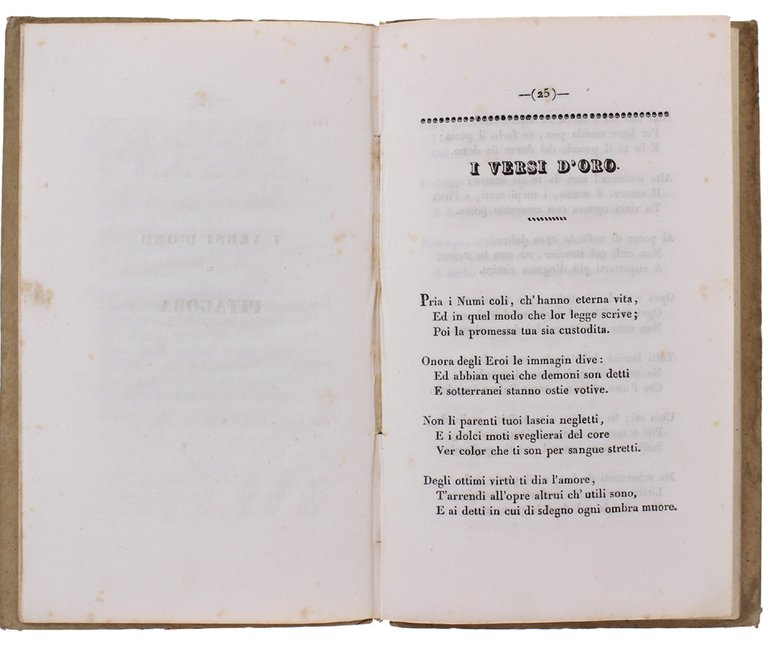 —(25)—
I VERSI D'ORO.
Pria i Numi coli, ch'hanno eterna vita,
Ed in quel modo che lor legge scrive;
Poi la promessa tua sia custodita.
Onora degli Eroi le immagin dive:
Ed abbian quei che demoni son detti
E sotterranei stanno ostie votive.
Non li parenti tuoi lascia negletti,
E i dolci moti sveglierai del core
Ver color che ti son per sangue stretti.
Degli ottimi virtù ti dia l'amore,
T'arrendi all'opre altrui ch' utili sono,
E ai detti in cui di sdegno ogni ombra muore.